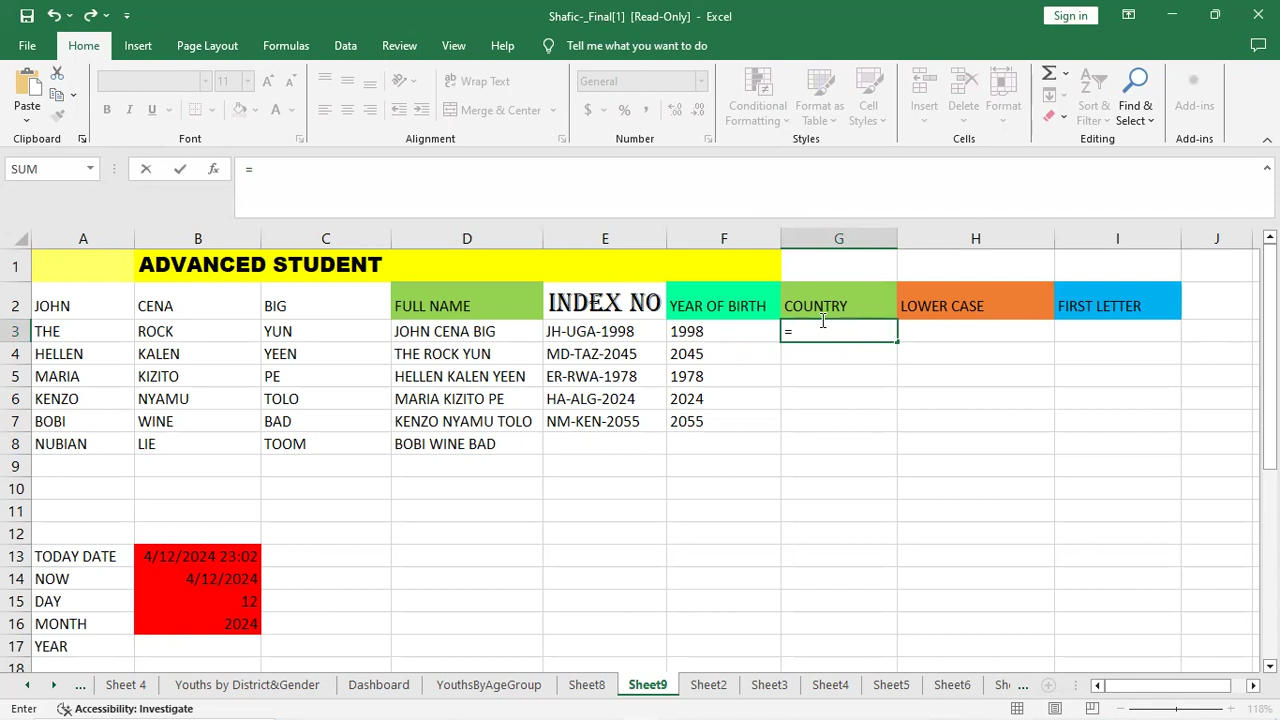 Shafic-_Final[1] [Read-Only] - Excel
Sign in
File Home Insert Page Layout Formulas Data Review View Help Tell me what you want to do
Paste
Clipboard
11
B I U
Font
Wrap Text
Merge & Center
Alignment
General
$ % ,
Number
Conditional Formatting
Format as Table
Cell Styles
Styles
Insert Delete Format
Cells
Sort & Filter
Find & Select
Editing
Add-ins
Add-ins
SUM fx =
A B C D E F G H I J
1 ADVANCED STUDENT
2 JOHN CENA BIG FULL NAME INDEX NO YEAR OF BIRTH COUNTRY LOWER CASE FIRST LETTER
3 THE ROCK YUN JOHN CENA BIG JH-UGA-1998 1998 =
4 HELLEN KALEN YEEN THE ROCK YUN MD-TAZ-2045 2045
5 MARIA KIZITO PE HELLEN KALEN YEEN ER-RWA-1978 1978
6 KENZO NYAMU TOLO MARIA KIZITO PE HA-ALG-2024 2024
7 BOBI WINE BAD KENZO NYAMU TOLO NM-KEN-2055 2055
8 NUBIAN LIE TOOM BOBI WINE BAD
9
10
11
12
13 TODAY DATE 4/12/2024 23:02
14 NOW 4/12/2024
15 DAY 12
16 MONTH 2024
17 YEAR
18
... Sheet 4 Youths by District&Gender Dashboard YouthsByAgeGroup Sheet8 Sheet9 Sheet2 Sheet3 Sheet4 Sheet5 Sheet6 Sh ...
Enter Accessibility: Investigate 118%